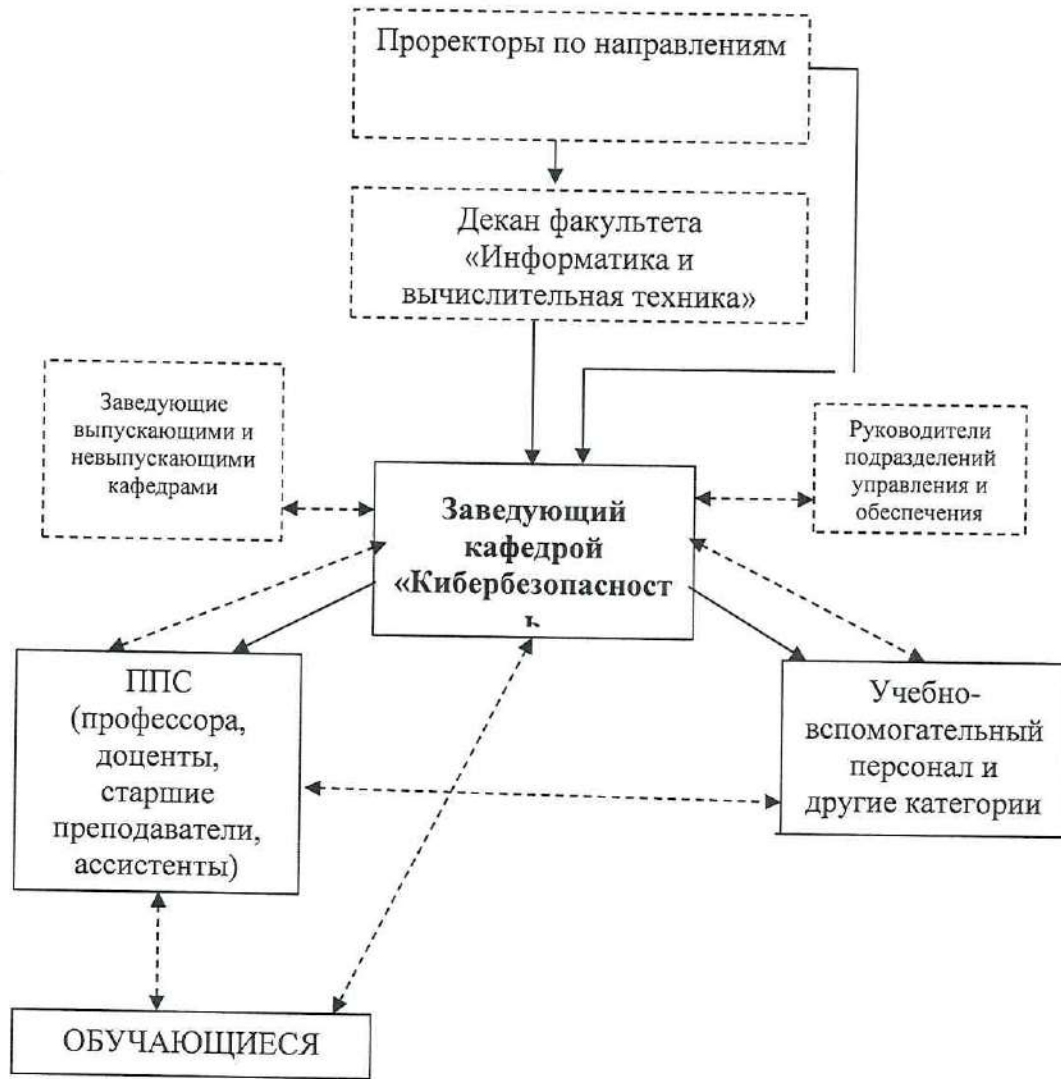 Проректоры по направлениям
Декан факультета
«Информатика и
вычислительная техника»
Заведующие
выпускающими и
невыпускающими
кафедрами
Руководители
подразделений
управления и
обеспечения
Заведующий
кафедрой
«Кибербезопасност
ь
ППС
(профессора,
доценты,
старшие
преподаватели,
ассистенты)
Учебно-
вспомогательный
персонал и
другие категории
ОБУЧАЮЩИЕСЯ